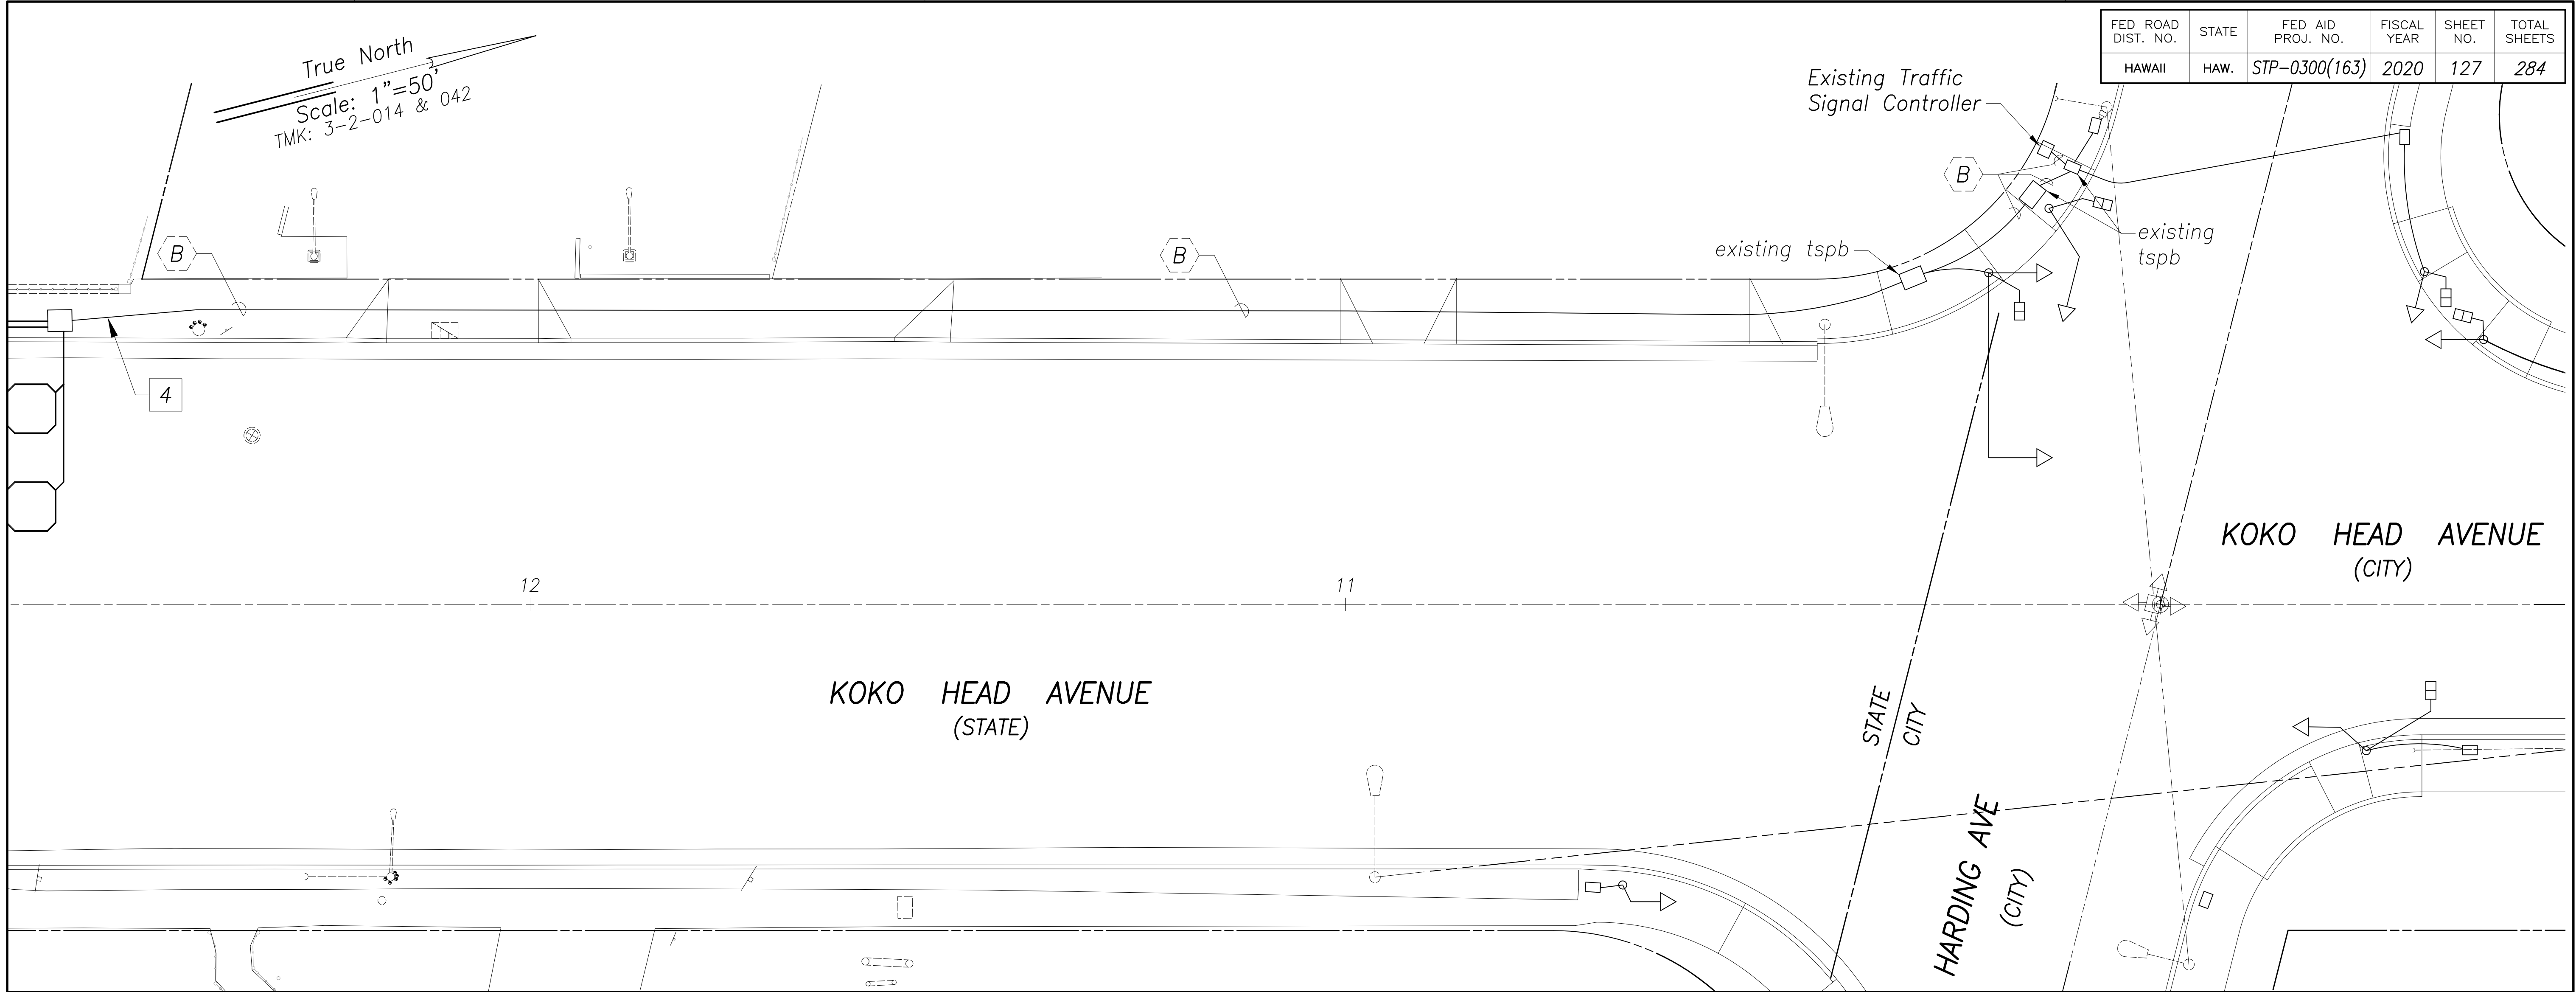 FED ROAD DIST. NO. STATE FED AID PROJ. NO. FISCAL YEAR SHEET NO. TOTAL SHEETS
HAWAII HAW. STP-0300(163) 2020 127 284
True North
Scale: 1"=50'
TMK: 3-2-014 & 042
Existing Traffic
Signal Controller
B
existing
tspb
existing tspb
B
B
4
12
11
KOKO HEAD AVENUE
(CITY)
KOKO HEAD AVENUE
(STATE)
STATE
CITY
HARDING AVE
(CITY)